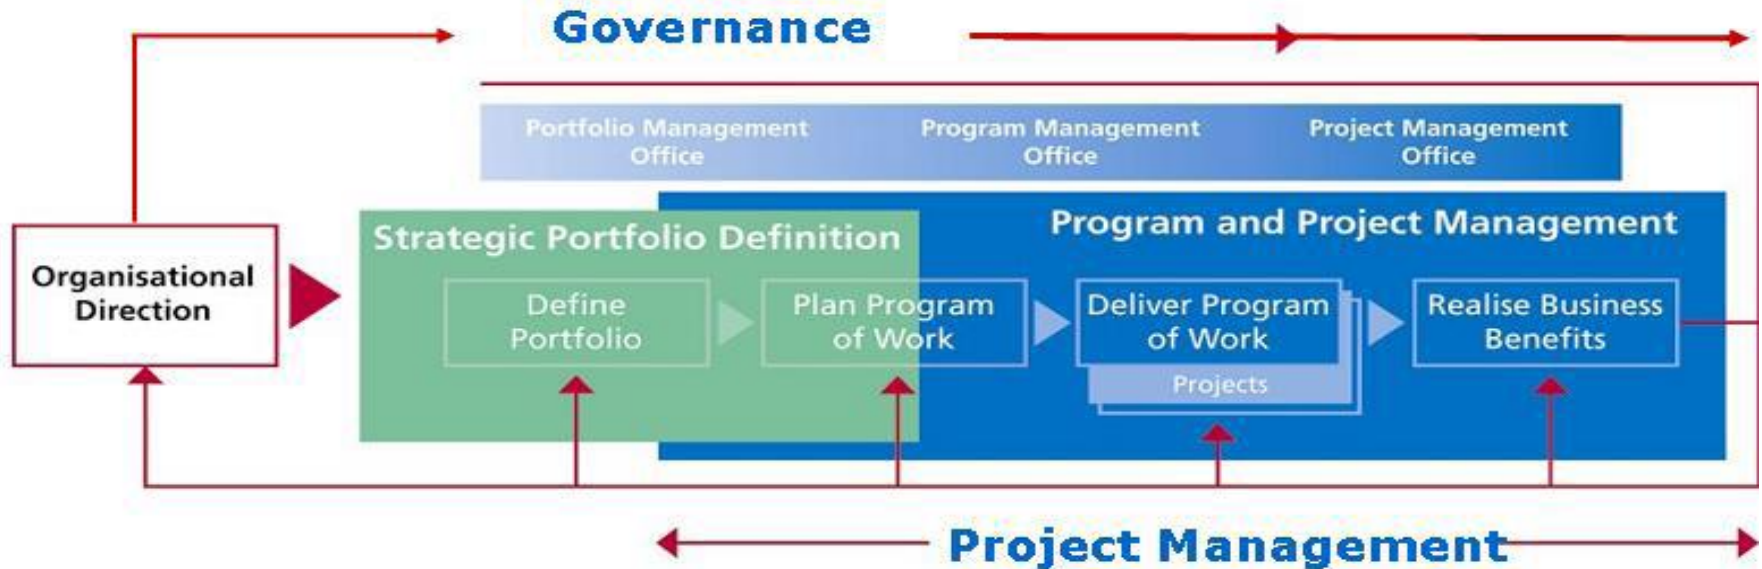 Governance
Portfolio Management
Office
Program Management
Office
Project Management
Office
Strategic Portfolio Definition
Program and Project Management
Organisational
Direction
Define
Portfolio
Plan Program
of Work
Deliver Program
of Work
Projects
Realise Business
Benefits
Project Management